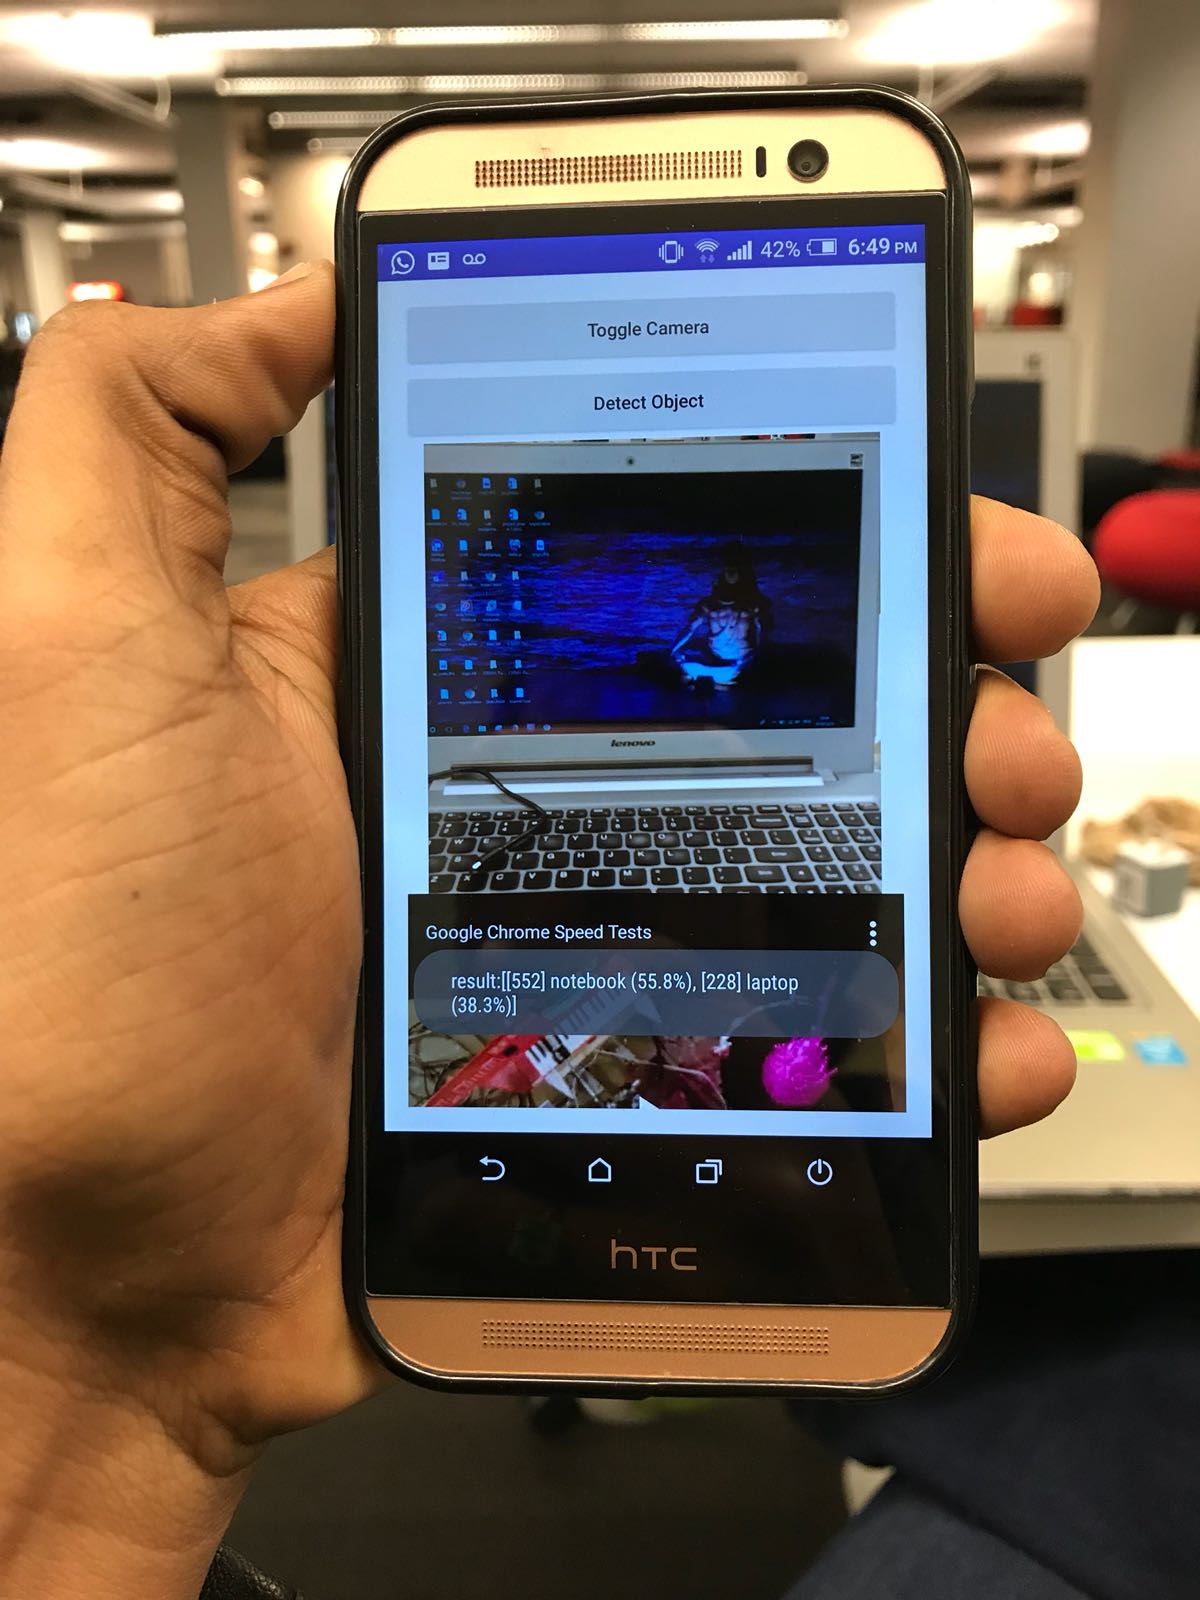 42% 6:49 PM
Toggle Camera
Detect Object
lenovo
W E T Y U I O P
S F G H J K L
Z X C V B N M
Google Chrome Speed Tests
result:[[552] notebook (55.8%), [228] laptop
(38.3%)]
hTC